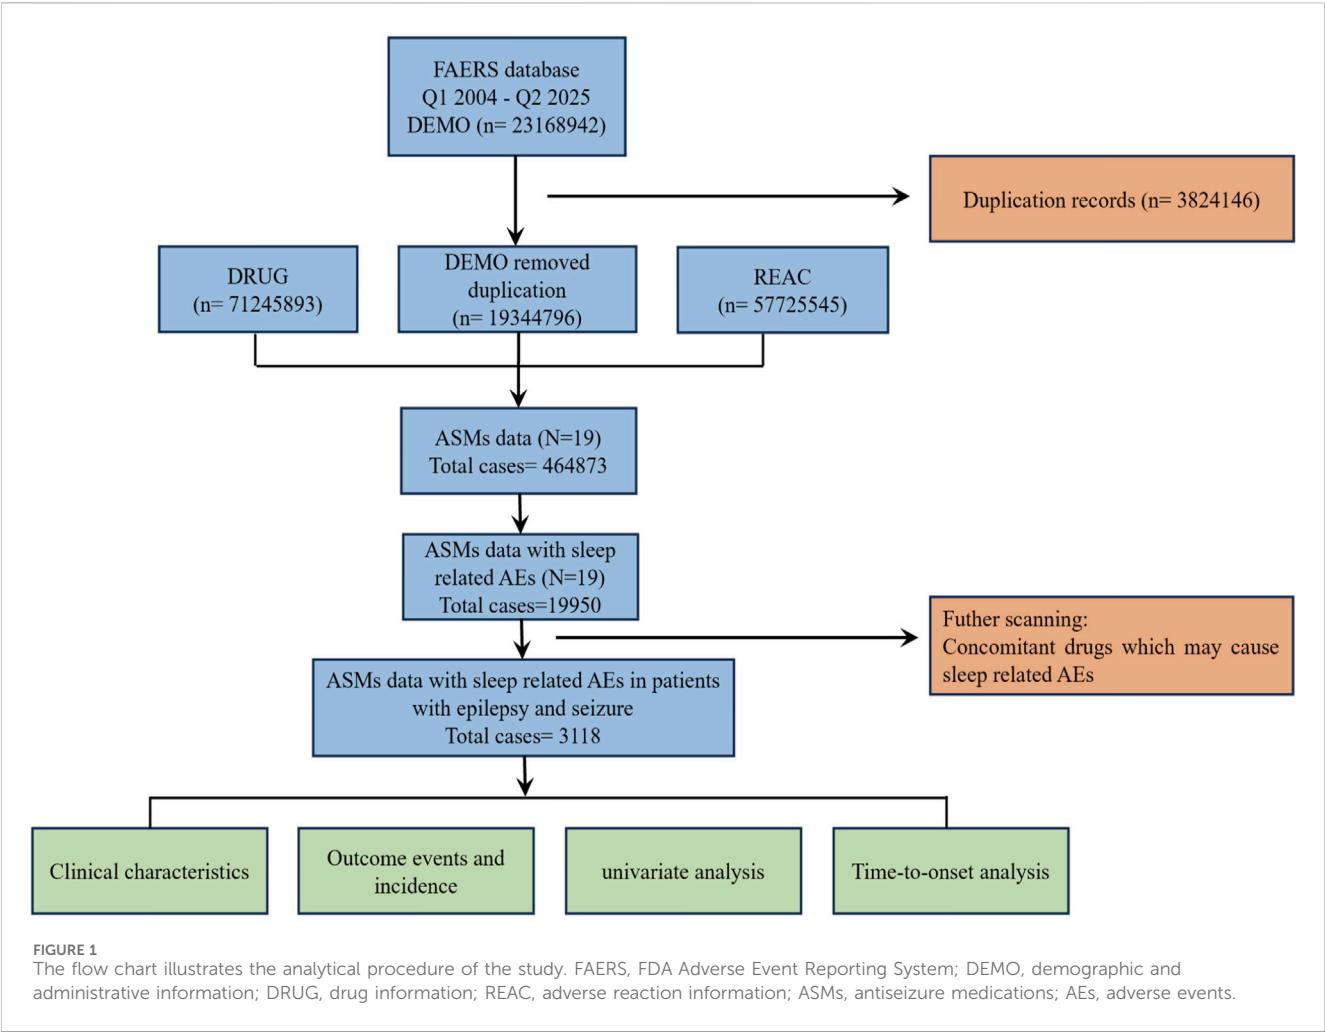 FAERS database
Q1 2004 - Q2 2025
DEMO (n= 23168942)
Duplication records (n= 3824146)
DRUG
(n= 71245893)
DEMO removed
duplication
(n= 19344796)
REAC
(n= 57725545)
ASMs data (N=19)
Total cases= 464873
ASMs data with sleep
related AEs (N=19)
Total cases=19950
Futher scanning:
Concomitant drugs which may cause
sleep related AEs
ASMs data with sleep related AEs in patients
with epilepsy and seizure
Total cases= 3118
Clinical characteristics
Outcome events and
incidence
univariate analysis
Time-to-onset analysis
FIGURE 1
The flow chart illustrates the analytical procedure of the study. FAERS, FDA Adverse Event Reporting System; DEMO, demographic and
administrative information; DRUG, drug information; REAC, adverse reaction information; ASMs, antiseizure medications; AEs, adverse events.